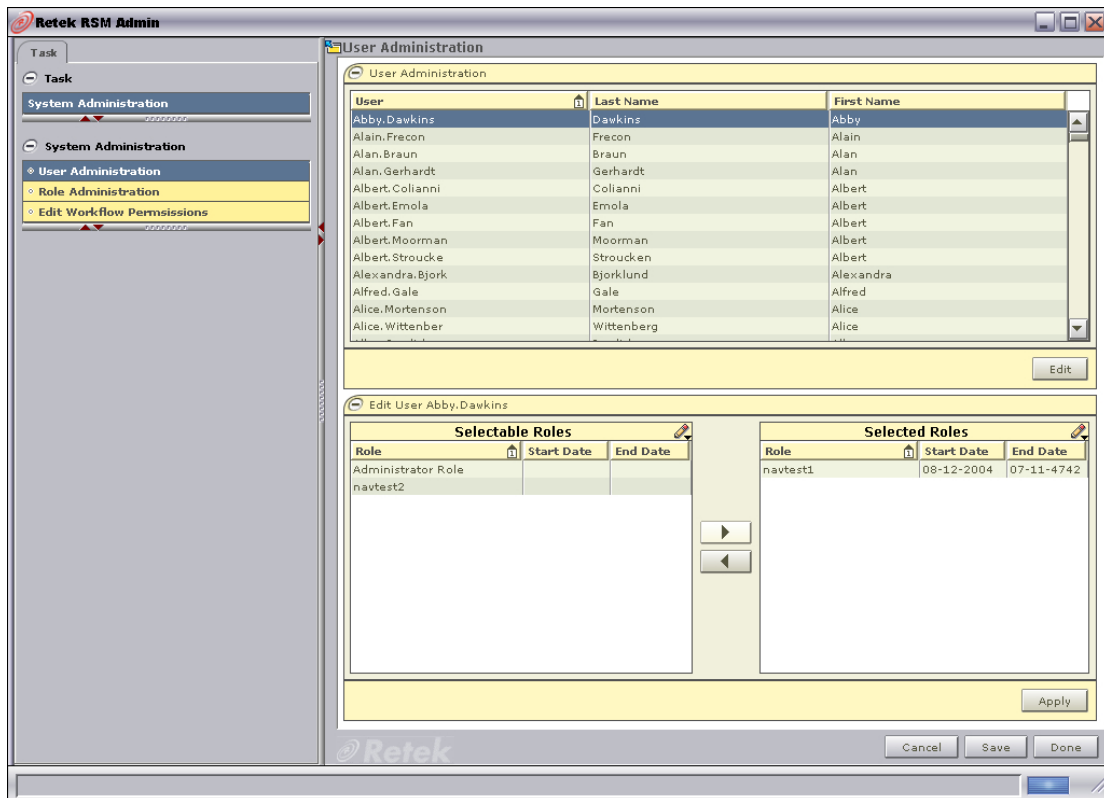 Retek RSM Admin
Task
Task
System Administration
System Administration
User Administration
Role Administration
Edit Workflow Permsissions
User Administration
User Administration
User 1 Last Name First Name
Abby.Dawkins Dawkins Abby
Alain.Frecon Frecon Alain
Alan.Braun Braun Alan
Alan.Gerhardt Gerhardt Alan
Albert.Colianni Colianni Albert
Albert.Emola Emola Albert
Albert.Fan Fan Albert
Albert.Moorman Moorman Albert
Albert.Stroucke Stroucken Albert
Alexandra.Bjork Bjorklund Alexandra
Alfred.Gale Gale Alfred
Alice.Mortenson Mortenson Alice
Alice.Wittenber Wittenberg Alice
Edit
Edit User Abby.Dawkins
Selectable Roles
Role 1 Start Date End Date
Administrator Role
navtest2
Selected Roles
Role 1 Start Date End Date
navtest1 08-12-2004 07-11-4742
Apply
Retek
Cancel Save Done